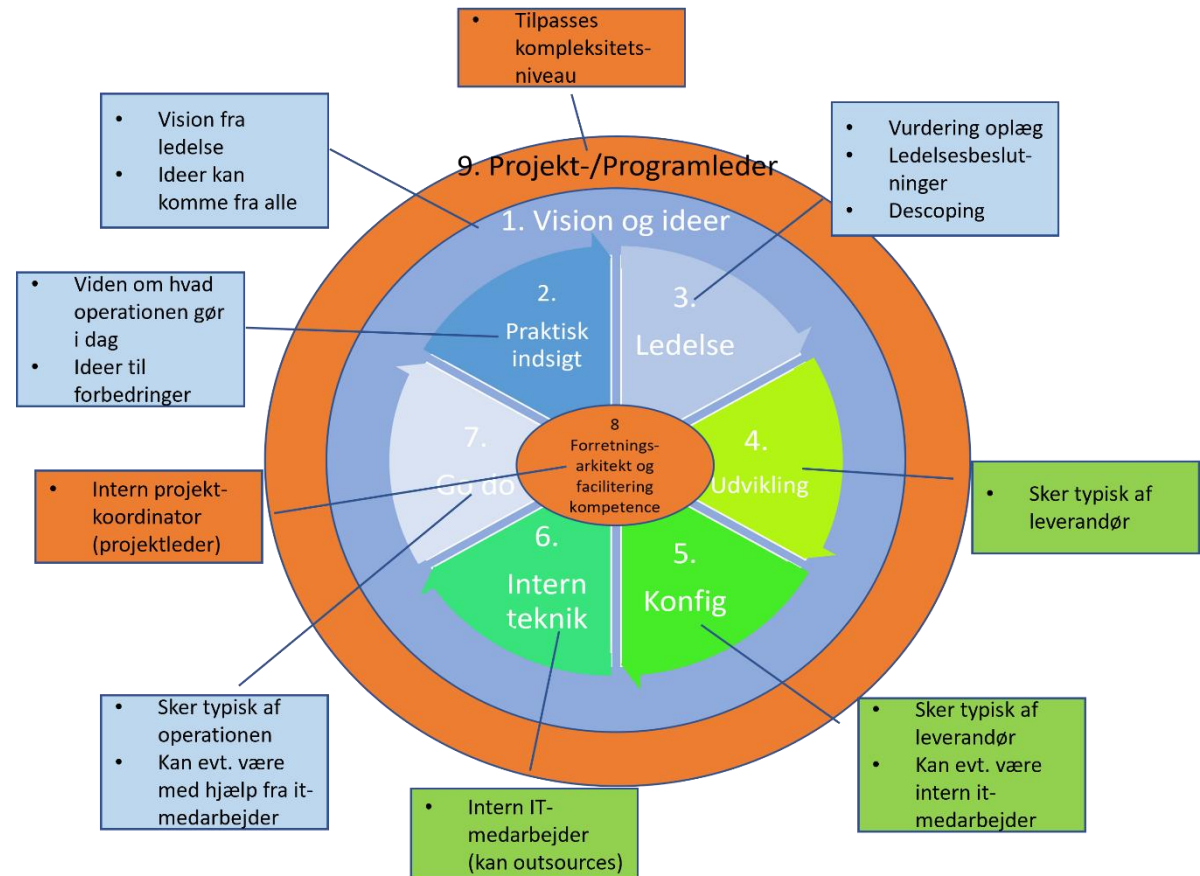 • Tilpasses
kompleksitets-
niveau
• Vision fra
ledelse
• Ideer kan
komme fra alle
• Vurdering oplæg
• Ledelsesbeslut-
ninger
• Descoping
9. Projekt-/Programleder
1. Vision og ideer
• Viden om hvad
operationen gør
i dag
• Ideer til
forbedringer
2.
Praktisk
indsigt
3.
Ledelse
4.
Udvikling
5.
Konfig
6.
Intern
teknik
7.
Go do
8
Forretnings-
arkitekt og
facilitering
kompetence
• Intern projekt-
koordinator
(projektleder)
• Sker typisk af
leverandør
• Sker typisk af
operationen
• Kan evt. være
med hjælp fra it-
medarbejder
• Intern IT-
medarbejder
(kan outsources)
• Sker typisk af
leverandør
• Kan evt. være
intern it-
medarbejder